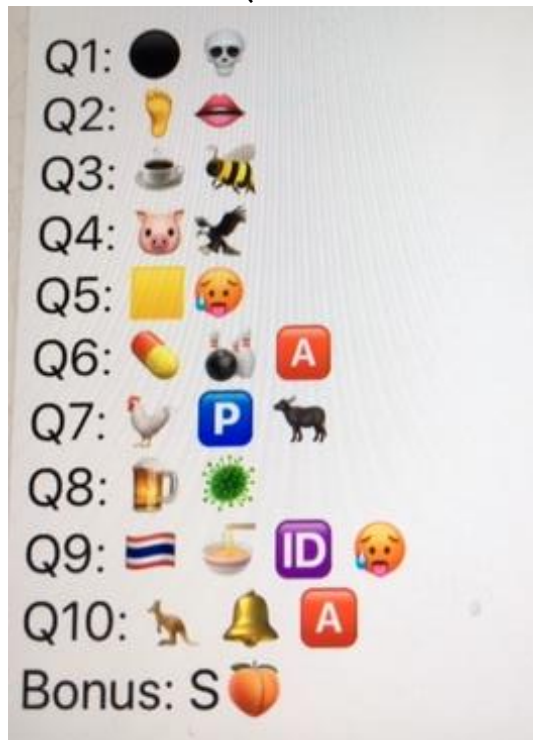 Q1: ⚫ 💀
Q2: 🦶 👄
Q3: ☕ 🐝
Q4: 🐷 🦅
Q5: 🟨 🥵
Q6: 💊 🎳 🅰
Q7: 🐓 🅿 🐃
Q8: 🍺 🦠
Q9: 🇹🇭 🍜 🆔 🥵
Q10: 🦘 🔔 🅰
Bonus: S🍑